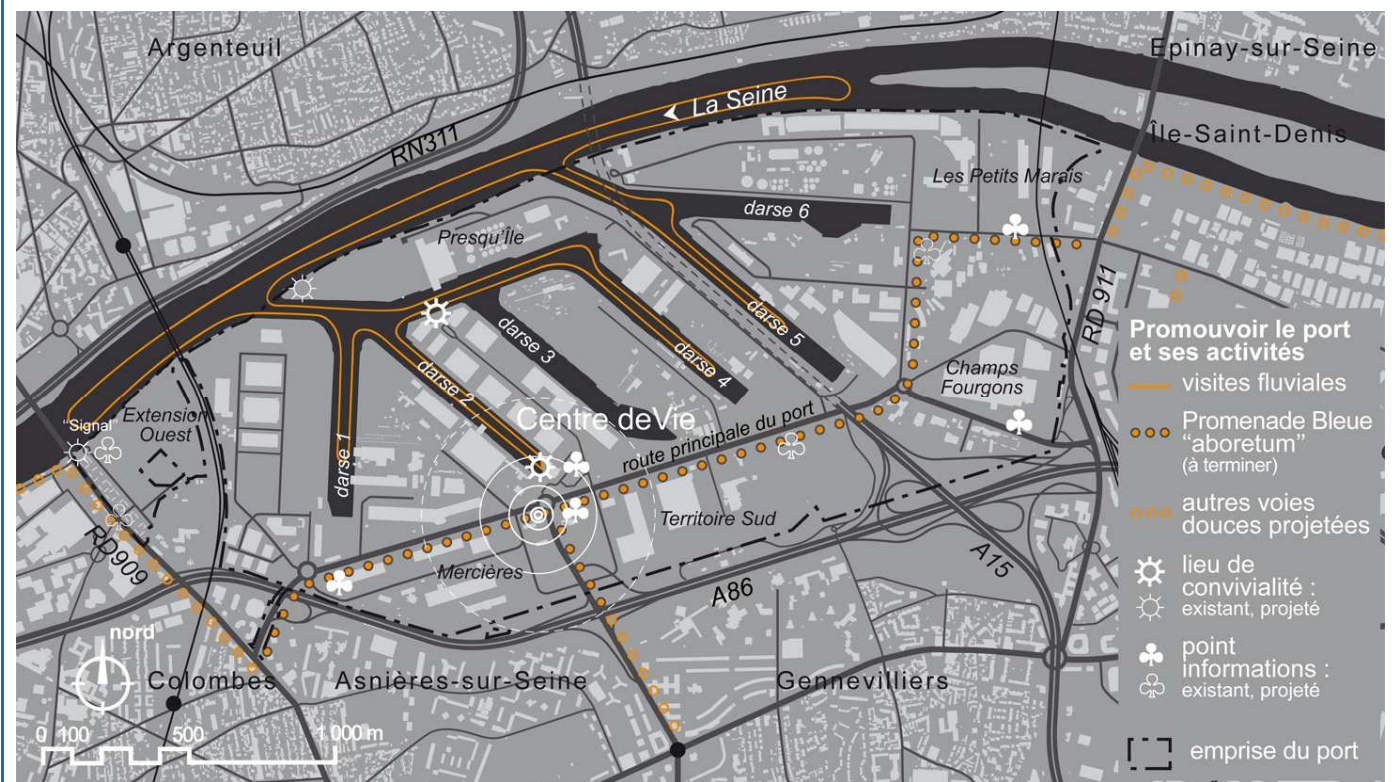 Argenteuil
Epinay-sur-Seine
La Seine
Île-Saint-Denis
RN311
Les Petits Marais
darse 6
Presqu'Île
RD 911
darse 5
darse 3
darse 4
darse 2
Champs
Fourgons
Extension
Ouest
"Signal"
Centre deVie
route principale du port
darse 1
Territoire Sud
RD909
Mercières
A86
A15
nord
Colombes
Asnières-sur-Seine
Gennevilliers
0 100 500 1 000 m
Promouvoir le port
et ses activités
visites fluviales
Promenade Bleue
"aboretum"
(à terminer)
autres voies
douces projetées
lieu de
convivialité :
existant, projeté
point
informations :
existant, projeté
emprise du port